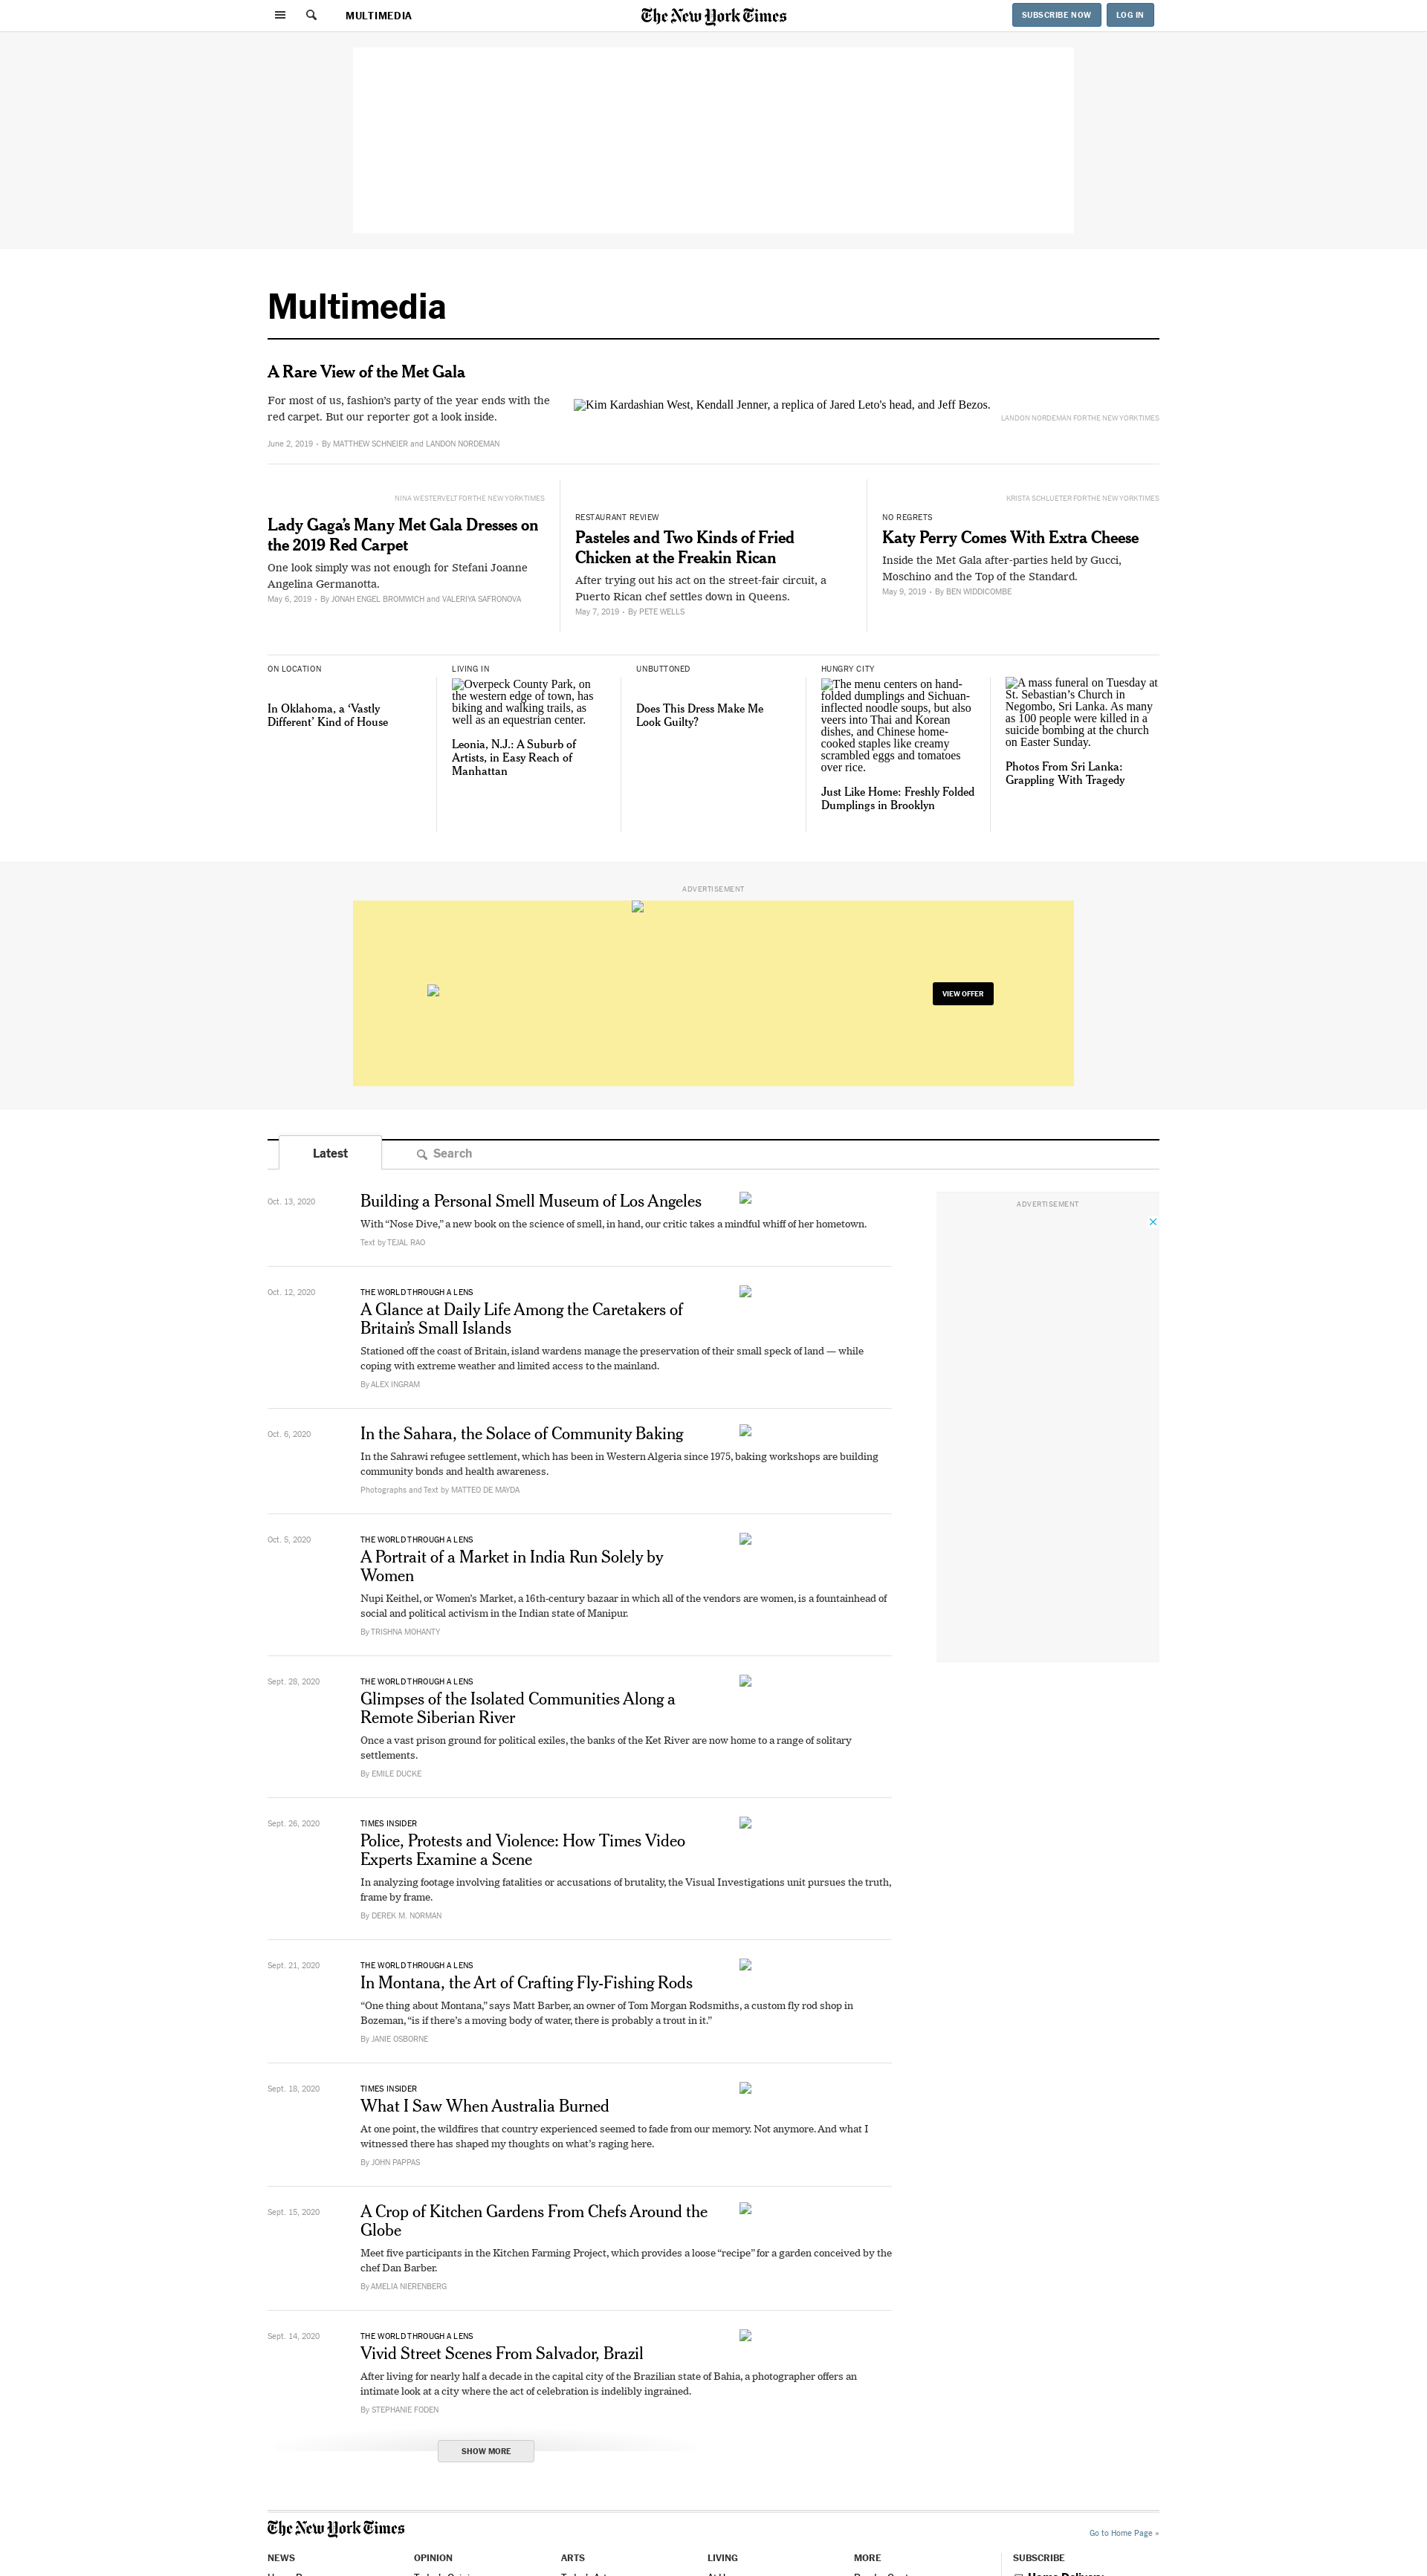 MULTIMEDIA
The New York Times
SUBSCRIBE NOW
LOG IN
Multimedia
A Rare View of the Met Gala
For most of us, fashion’s party of the year ends with the
red carpet. But our reporter got a look inside.
June 2, 2019 • By MATTHEW SCHNEIER and LANDON NORDEMAN
Kim Kardashian West, Kendall Jenner, a replica of Jared Leto's head, and Jeff Bezos.
LANDON NORDEMAN FOR THE NEW YORK TIMES
NINA WESTERVELT FOR THE NEW YORK TIMES
Lady Gaga’s Many Met Gala Dresses on
the 2019 Red Carpet
One look simply was not enough for Stefani Joanne
Angelina Germanotta.
May 6, 2019 • By JONAH ENGEL BROMWICH and VALERIYA SAFRONOVA
RESTAURANT REVIEW
Pasteles and Two Kinds of Fried
Chicken at the Freakin Rican
After trying out his act on the street-fair circuit, a
Puerto Rican chef settles down in Queens.
May 7, 2019 • By PETE WELLS
KRISTA SCHLUETER FOR THE NEW YORK TIMES
NO REGRETS
Katy Perry Comes With Extra Cheese
Inside the Met Gala after-parties held by Gucci,
Moschino and the Top of the Standard.
May 9, 2019 • By BEN WIDDICOMBE
ON LOCATION
In Oklahoma, a ‘Vastly
Different’ Kind of House
LIVING IN
Overpeck County Park, on
the western edge of town, has
biking and walking trails, as
well as an equestrian center.
Leonia, N.J.: A Suburb of
Artists, in Easy Reach of
Manhattan
UNBUTTONED
Does This Dress Make Me
Look Guilty?
HUNGRY CITY
The menu centers on hand-
folded dumplings and Sichuan-
inflected noodle soups, but also
veers into Thai and Korean
dishes, and Chinese home-
cooked staples like creamy
scrambled eggs and tomatoes
over rice.
Just Like Home: Freshly Folded
Dumplings in Brooklyn
A mass funeral on Tuesday at
St. Sebastian’s Church in
Negombo, Sri Lanka. As many
as 100 people were killed in a
suicide bombing at the church
on Easter Sunday.
Photos From Sri Lanka:
Grappling With Tragedy
ADVERTISEMENT
VIEW OFFER
Latest
Search
ADVERTISEMENT
Oct. 13, 2020
Building a Personal Smell Museum of Los Angeles
With “Nose Dive,” a new book on the science of smell, in hand, our critic takes a mindful whiff of her hometown.
Text by TEJAL RAO
Oct. 12, 2020
THE WORLD THROUGH A LENS
A Glance at Daily Life Among the Caretakers of
Britain’s Small Islands
Stationed off the coast of Britain, island wardens manage the preservation of their small speck of land — while
coping with extreme weather and limited access to the mainland.
By ALEX INGRAM
Oct. 6, 2020
In the Sahara, the Solace of Community Baking
In the Sahrawi refugee settlement, which has been in Western Algeria since 1975, baking workshops are building
community bonds and health awareness.
Photographs and Text by MATTEO DE MAYDA
Oct. 5, 2020
THE WORLD THROUGH A LENS
A Portrait of a Market in India Run Solely by
Women
Nupi Keithel, or Women’s Market, a 16th-century bazaar in which all of the vendors are women, is a fountainhead of
social and political activism in the Indian state of Manipur.
By TRISHNA MOHANTY
Sept. 28, 2020
THE WORLD THROUGH A LENS
Glimpses of the Isolated Communities Along a
Remote Siberian River
Once a vast prison ground for political exiles, the banks of the Ket River are now home to a range of solitary
settlements.
By EMILE DUCKE
Sept. 26, 2020
TIMES INSIDER
Police, Protests and Violence: How Times Video
Experts Examine a Scene
In analyzing footage involving fatalities or accusations of brutality, the Visual Investigations unit pursues the truth,
frame by frame.
By DEREK M. NORMAN
Sept. 21, 2020
THE WORLD THROUGH A LENS
In Montana, the Art of Crafting Fly-Fishing Rods
“One thing about Montana,” says Matt Barber, an owner of Tom Morgan Rodsmiths, a custom fly rod shop in
Bozeman, “is if there’s a moving body of water, there is probably a trout in it.”
By JANIE OSBORNE
Sept. 18, 2020
TIMES INSIDER
What I Saw When Australia Burned
At one point, the wildfires that country experienced seemed to fade from our memory. Not anymore. And what I
witnessed there has shaped my thoughts on what’s raging here.
By JOHN PAPPAS
Sept. 15, 2020
A Crop of Kitchen Gardens From Chefs Around the
Globe
Meet five participants in the Kitchen Farming Project, which provides a loose “recipe” for a garden conceived by the
chef Dan Barber.
By AMELIA NIERENBERG
Sept. 14, 2020
THE WORLD THROUGH A LENS
Vivid Street Scenes From Salvador, Brazil
After living for nearly half a decade in the capital city of the Brazilian state of Bahia, a photographer offers an
intimate look at a city where the act of celebration is indelibly ingrained.
By STEPHANIE FODEN
SHOW MORE
The New York Times
Go to Home Page »
NEWS
OPINION
ARTS
MORE
SUBSCRIBE